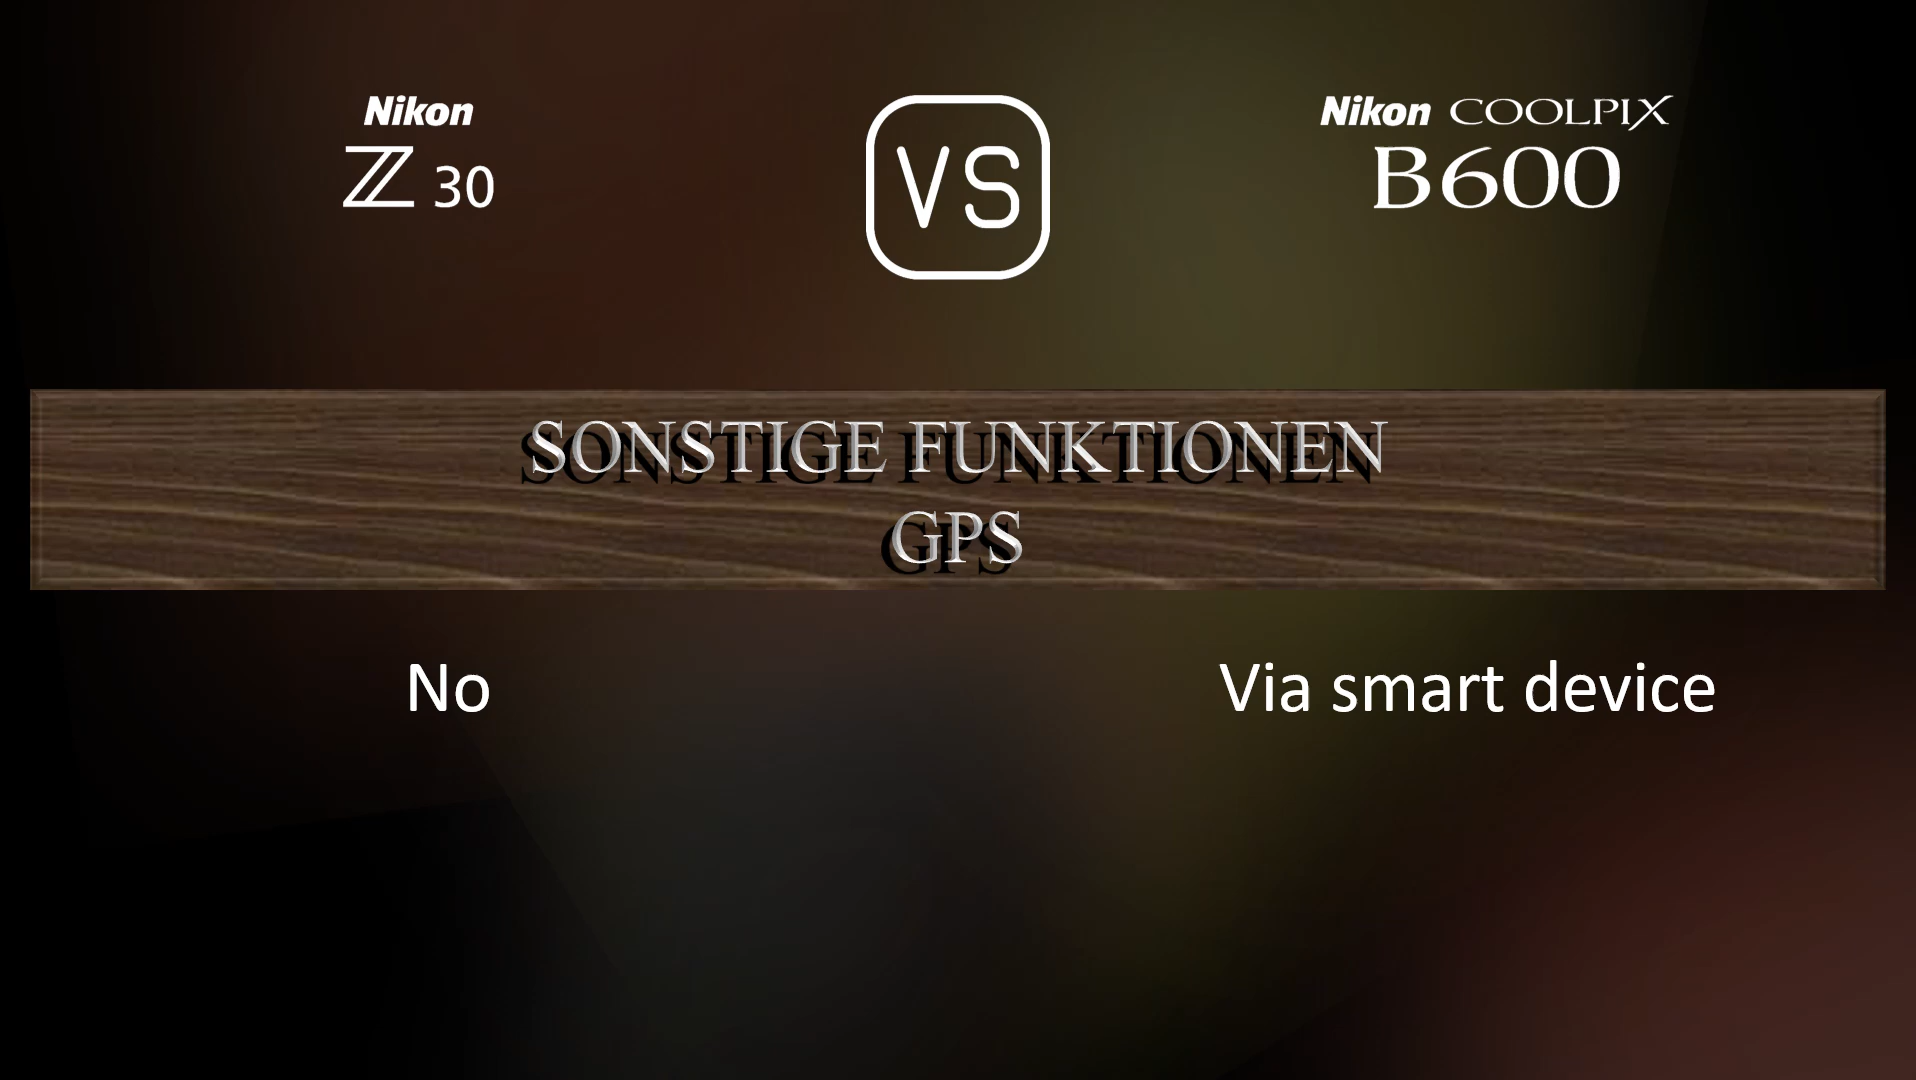 Nikon
Z 30
VS
Nikon COOLPIX
B600
SONSTIGE FUNKTIONEN
GPS
No
Via smart device